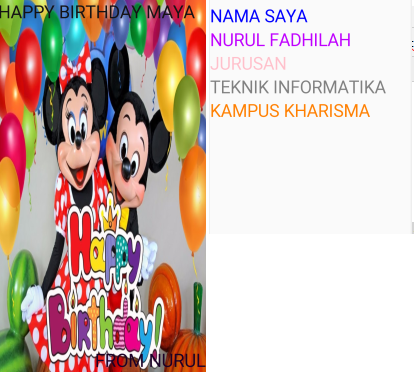 HAPPY BIRTHDAY MAYA
Happy
Birthday!
FROM NURUL
NAMA SAYA
NURUL FADHILAH
JURUSAN
TEKNIK INFORMATIKA
KAMPUS KHARISMA